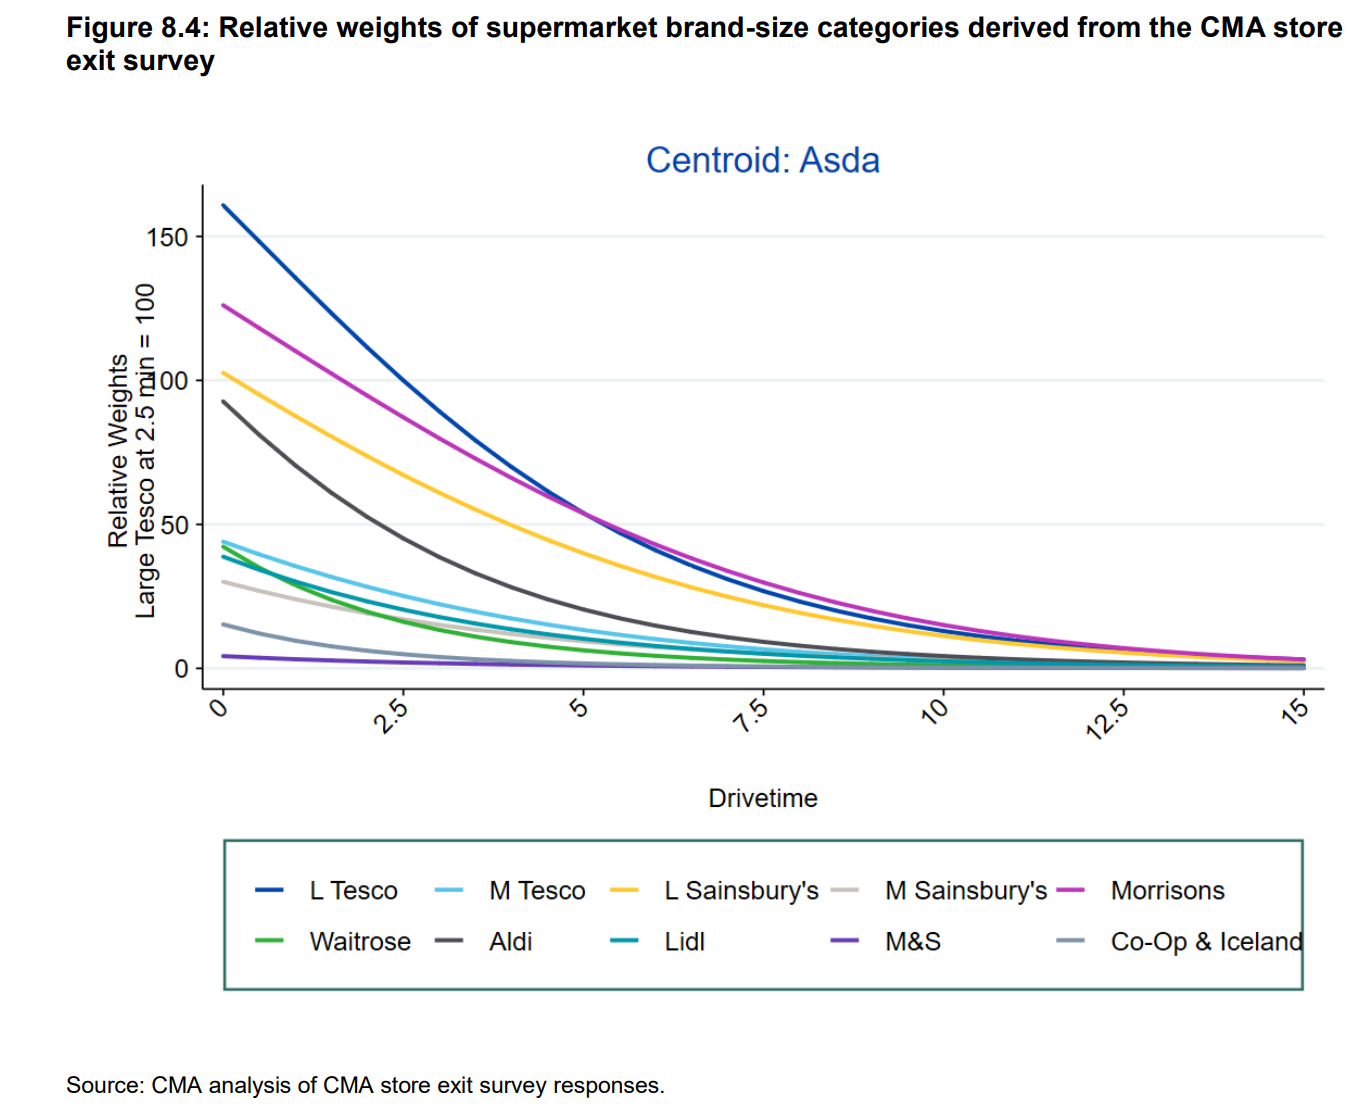 Figure 8.4: Relative weights of supermarket brand-size categories derived from the CMA store
exit survey
Centroid: Asda
Relative Weights
Large Tesco at 2.5 min = 100
150
100
50
0
0
2.5
5
7.5
10
12.5
15
Drivetime
L Tesco
M Tesco
L Sainsbury's
M Sainsbury's
Morrisons
Waitrose
Aldi
Lidl
M&S
Co-Op & Iceland
Source: CMA analysis of CMA store exit survey responses.